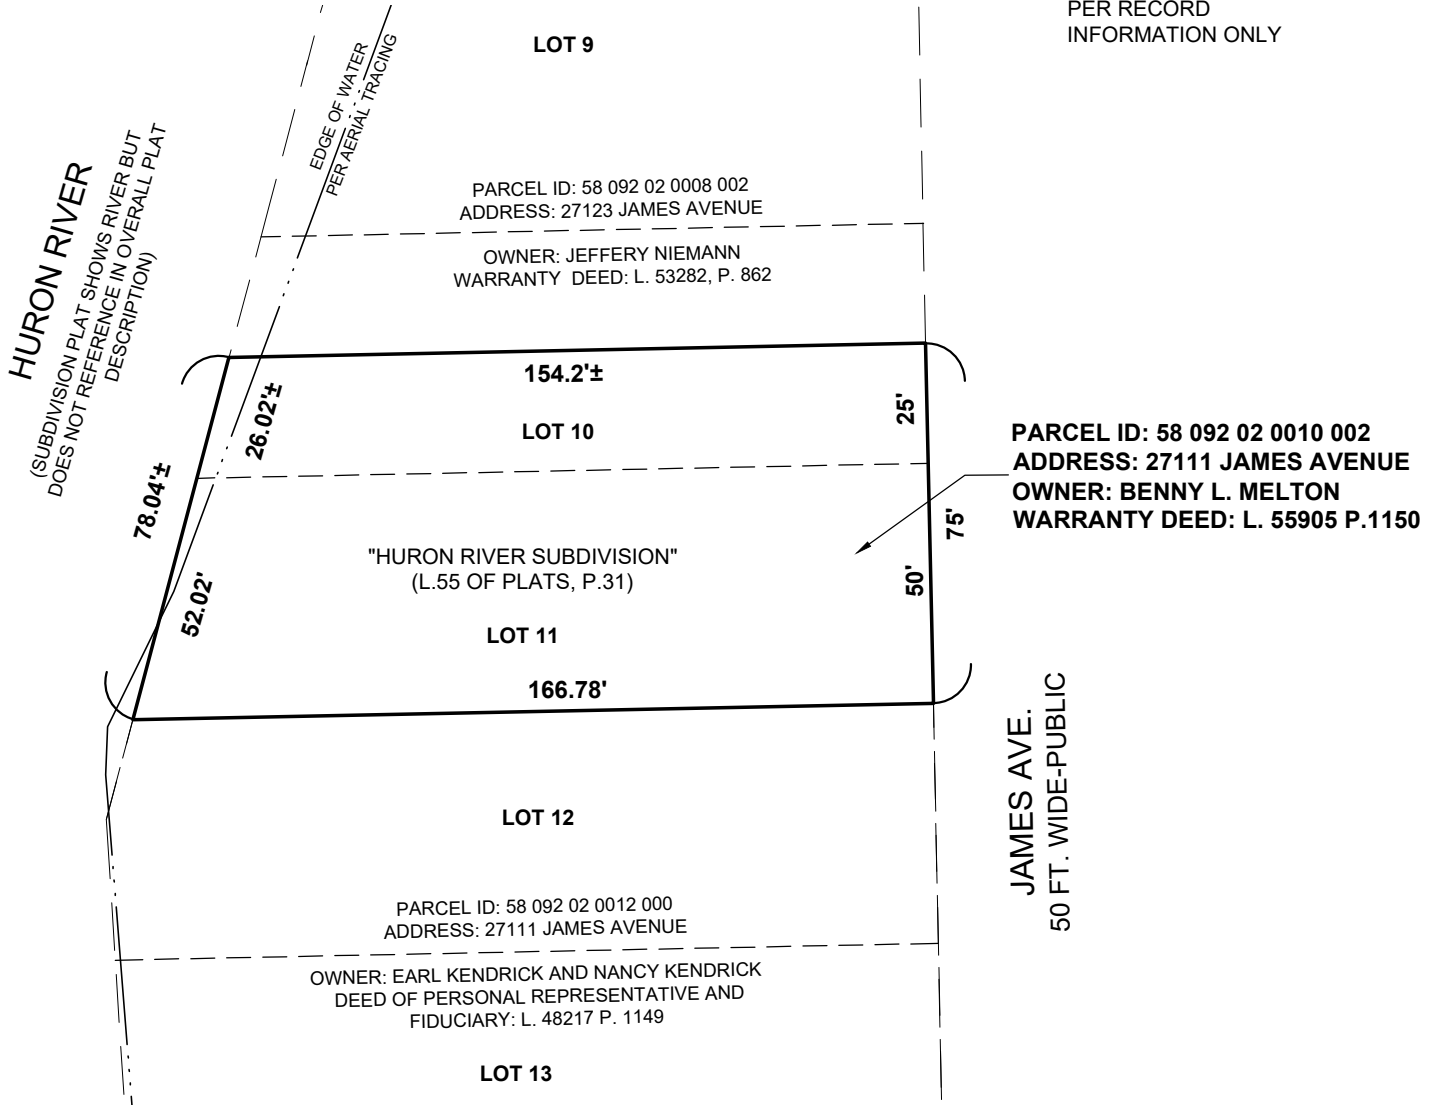 PER RECORD
INFORMATION ONLY
LOT 9
EDGE OF WATER
PER AERIAL TRACING
HURON RIVER
(SUBDIVISION PLAT SHOWS RIVER BUT
DOES NOT REFERENCE IN OVERALL PLAT
DESCRIPTION)
PARCEL ID: 58 092 02 0008 002
ADDRESS: 27123 JAMES AVENUE
OWNER: JEFFERY NIEMANN
WARRANTY DEED: L. 53282, P. 862
154.2'±
26.02'±
25'
LOT 10
78.04'±
PARCEL ID: 58 092 02 0010 002
ADDRESS: 27111 JAMES AVENUE
OWNER: BENNY L. MELTON
WARRANTY DEED: L. 55905 P.1150
75'
"HURON RIVER SUBDIVISION"
(L.55 OF PLATS, P.31)
52.02'
50'
LOT 11
166.78'
JAMES AVE.
50 FT. WIDE-PUBLIC
LOT 12
PARCEL ID: 58 092 02 0012 000
ADDRESS: 27111 JAMES AVENUE
OWNER: EARL KENDRICK AND NANCY KENDRICK
DEED OF PERSONAL REPRESENTATIVE AND
FIDUCIARY: L. 48217 P. 1149
LOT 13